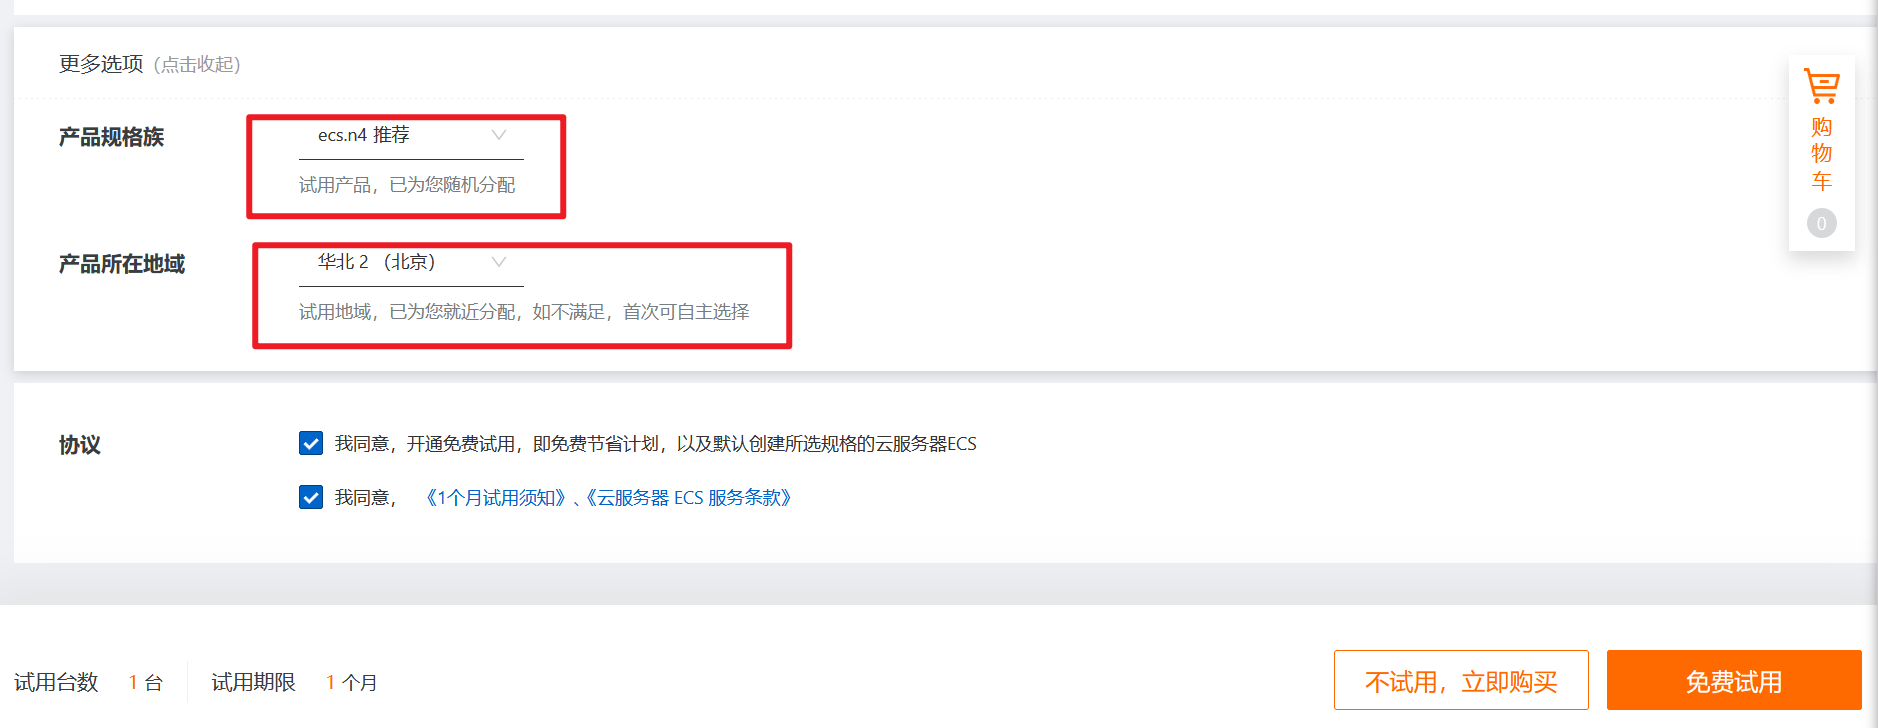 更多选项（点击收起）
产品规格族
ecs.n4 推荐
试用产品，已为您随机分配
产品所在地域
华北 2 （北京）
试用地域，已为您就近分配，如不满足，首次可自主选择
购
物
车
0
协议
我同意，开通免费试用，即免费节省计划，以及默认创建所选规格的云服务器ECS
我同意， 《1个月试用须知》、《云服务器 ECS 服务条款》
试用台数 1 台 试用期限 1 个月
不试用，立即购买
免费试用